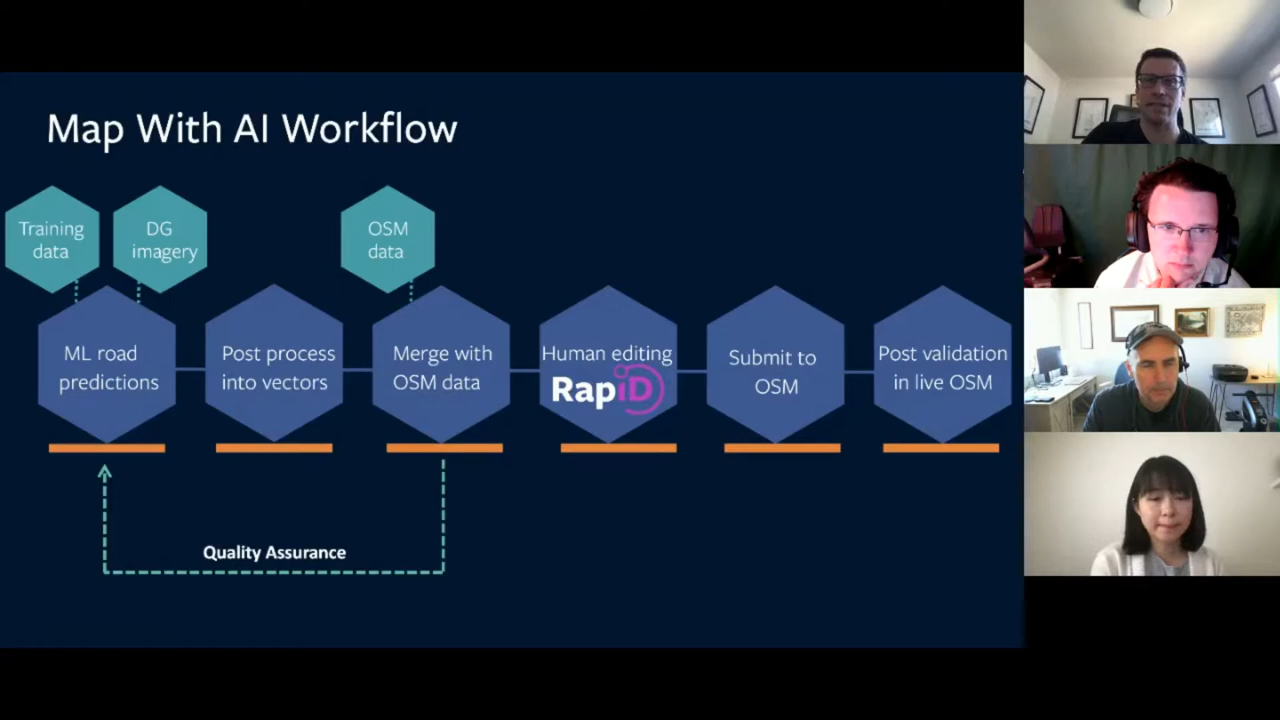 Map With AI Workflow
Training
data
DG
imagery
OSM
data
ML road
predictions
Post process
into vectors
Merge with
OSM data
Human editing
RapiD
Submit to
OSM
Post validation
in live OSM
Quality Assurance